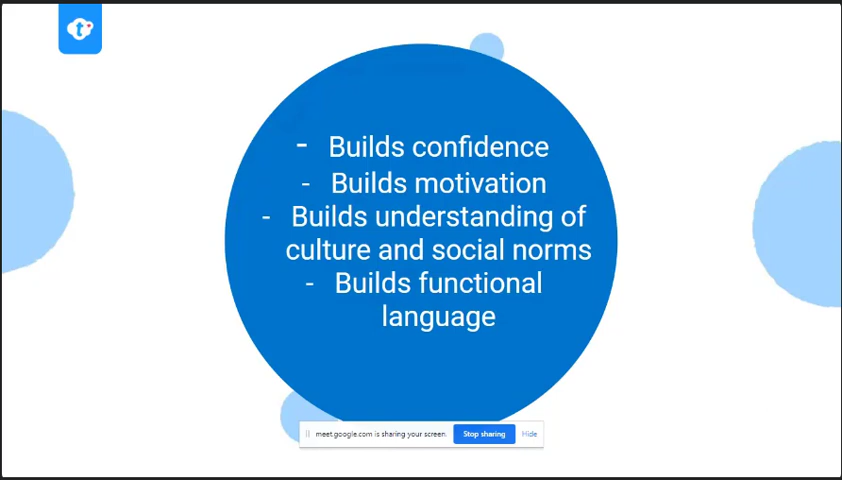 t
- Builds confidence
- Builds motivation
- Builds understanding of
culture and social norms
- Builds functional
language
meet.google.com is sharing your screen. Stop sharing Hide